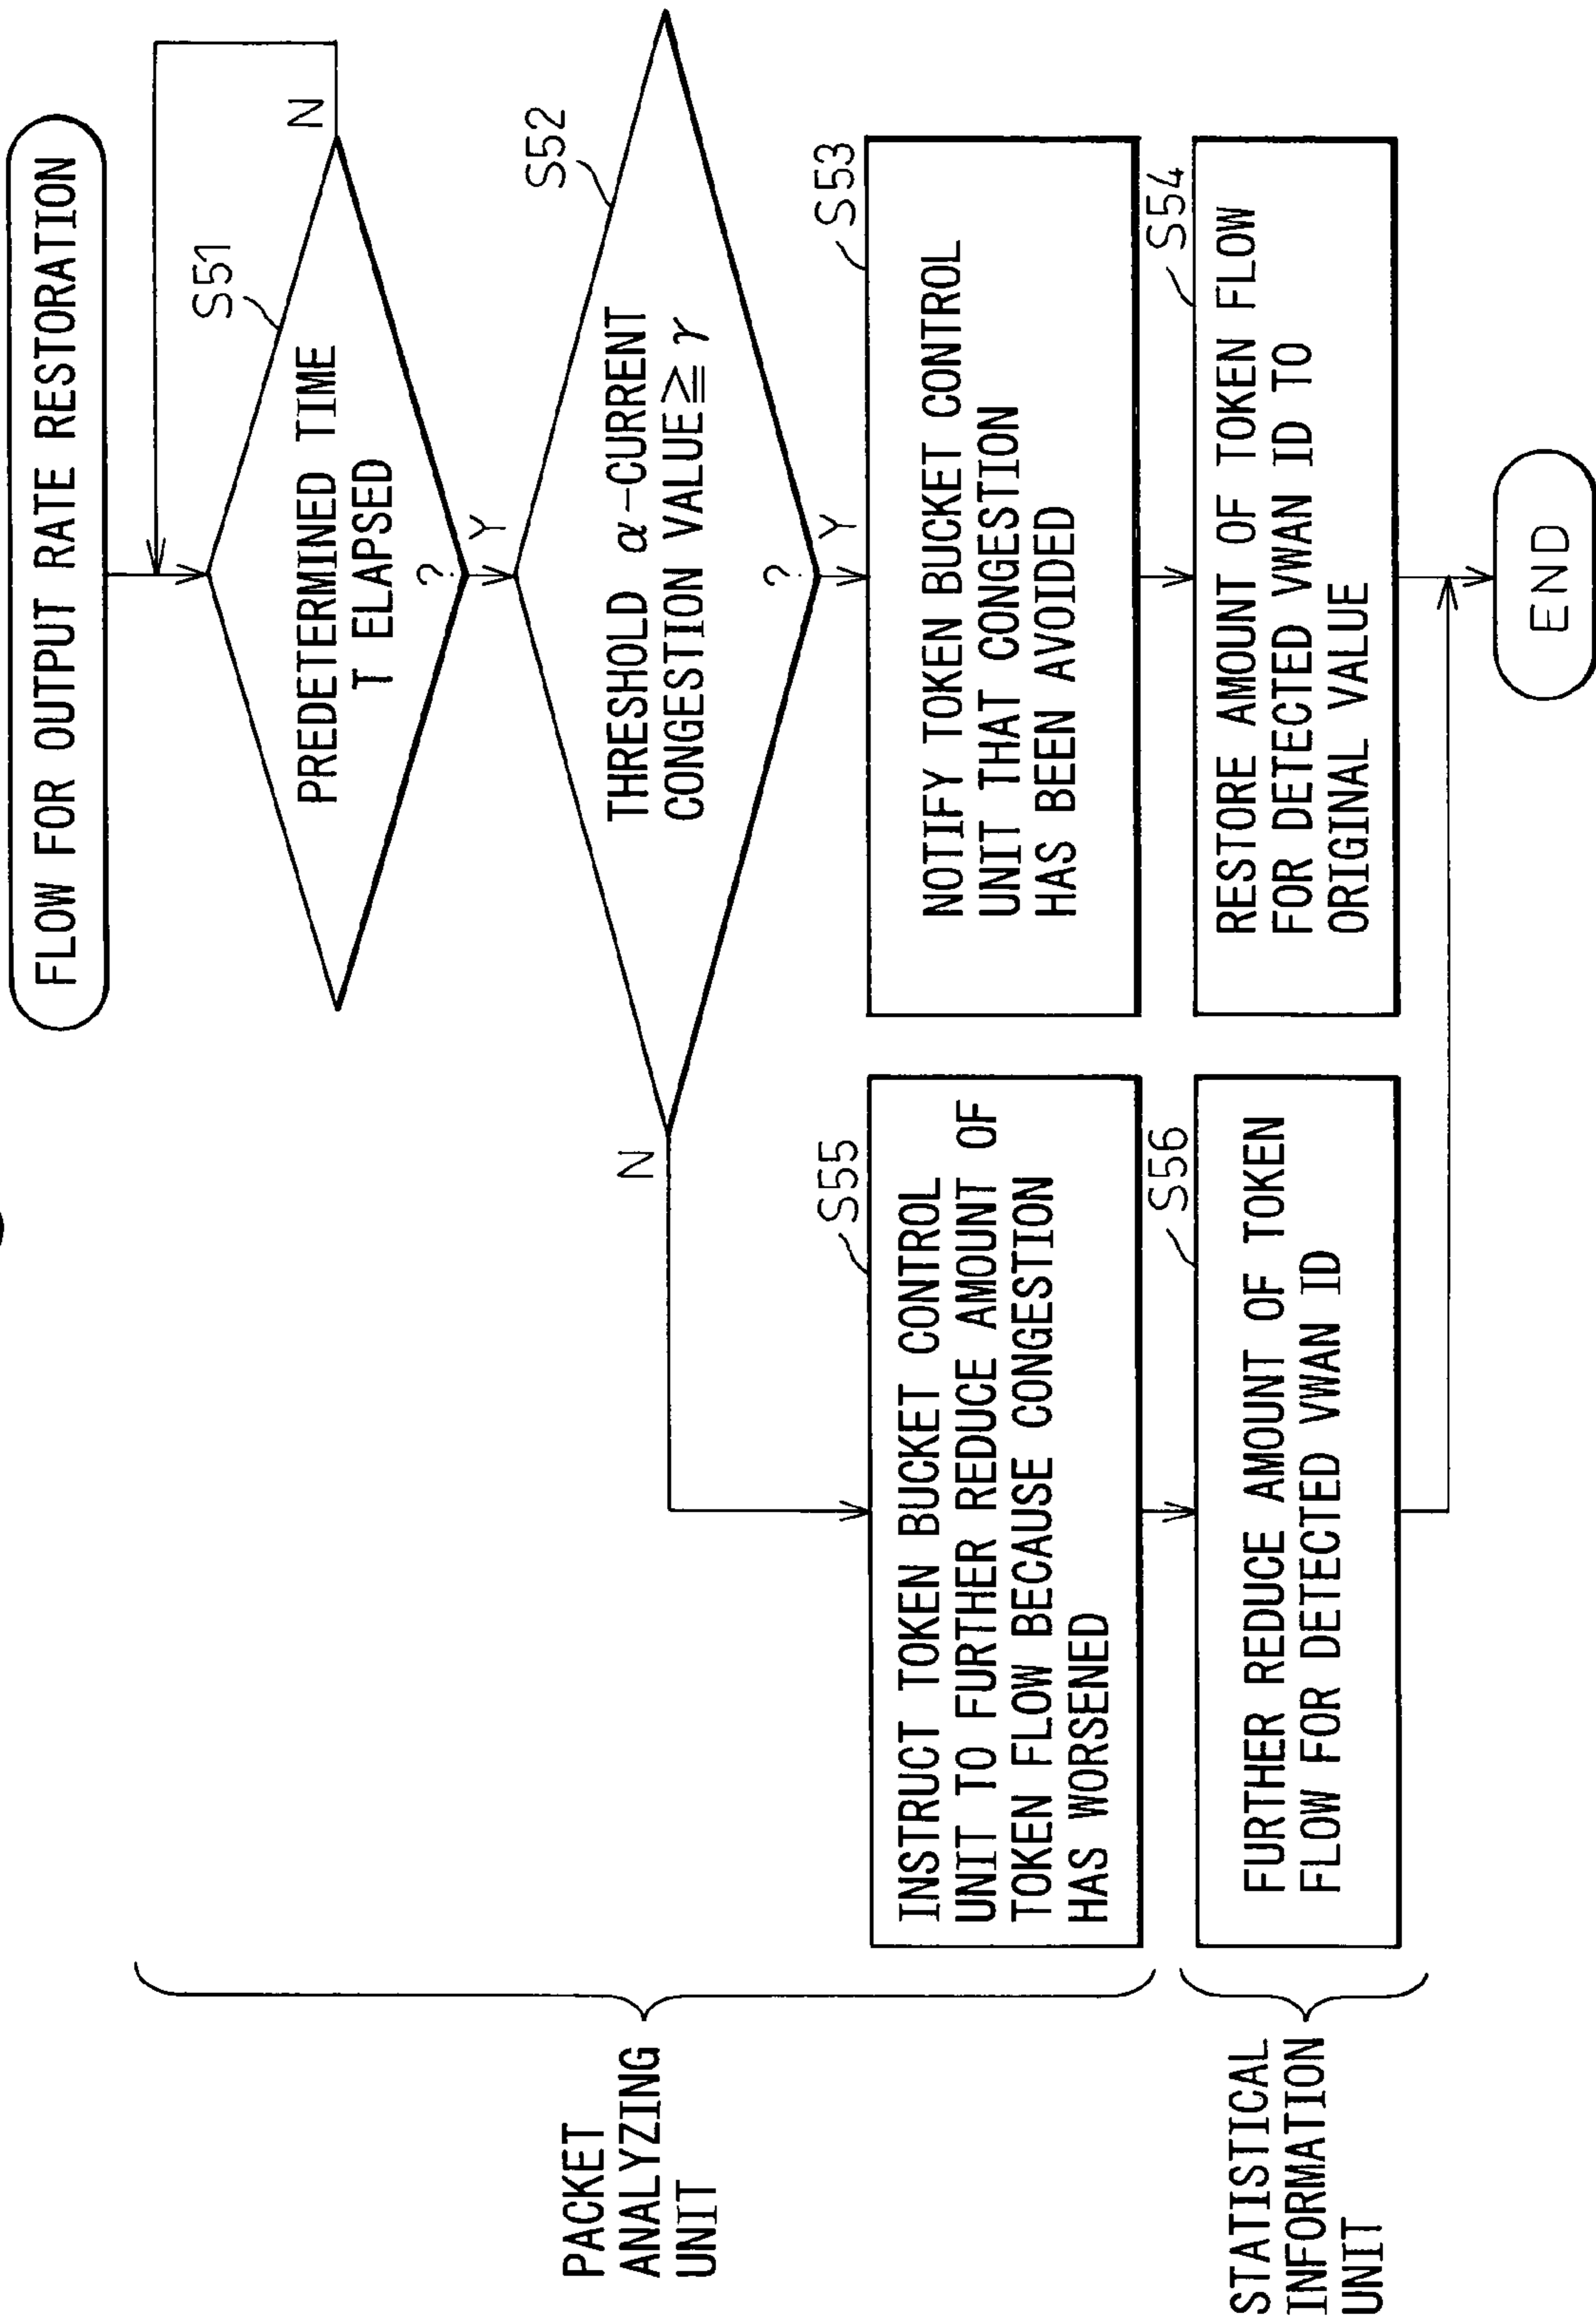 FLOW FOR OUTPUT RATE RESTORATION
S51
PREDETERMINED TIME
T ELAPSED
?
N
Y
S52
THRESHOLD α-CURRENT
CONGESTION VALUE≧γ
?
N
Y
S53
NOTIFY TOKEN BUCKET CONTROL
UNIT THAT CONGESTION
HAS BEEN AVOIDED
S54
RESTORE AMOUNT OF TOKEN FLOW
FOR DETECTED VWAN ID TO
ORIGINAL VALUE
S55
INSTRUCT TOKEN BUCKET CONTROL
UNIT TO FURTHER REDUCE AMOUNT OF
TOKEN FLOW BECAUSE CONGESTION
HAS WORSENED
S56
FURTHER REDUCE AMOUNT OF TOKEN
FLOW FOR DETECTED VWAN ID
END
PACKET
ANALYZING
UNIT
STATISTICAL
INFORMATION
UNIT